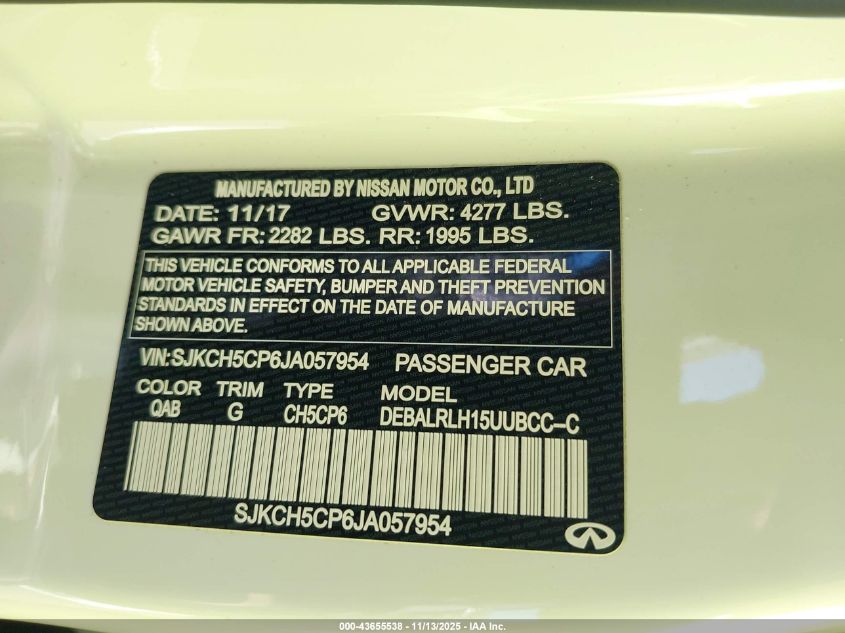 MANUFACTURED BY NISSAN MOTOR CO., LTD
DATE: 11/17 GVWR: 4277 LBS.
GAWR FR: 2282 LBS. RR: 1995 LBS.
THIS VEHICLE CONFORMS TO ALL APPLICABLE FEDERAL
MOTOR VEHICLE SAFETY, BUMPER AND THEFT PREVENTION
STANDARDS IN EFFECT ON THE DATE OF MANUFACTURE
SHOWN ABOVE.
VIN:SJKCH5CP6JA057954 PASSENGER CAR
COLOR TRIM TYPE MODEL
QAB G CH5CP6 DEBALRLH15UUBCC-C
SJKCH5CP6JA057954
000-43655538 - 11/13/2025 - IAA Inc.